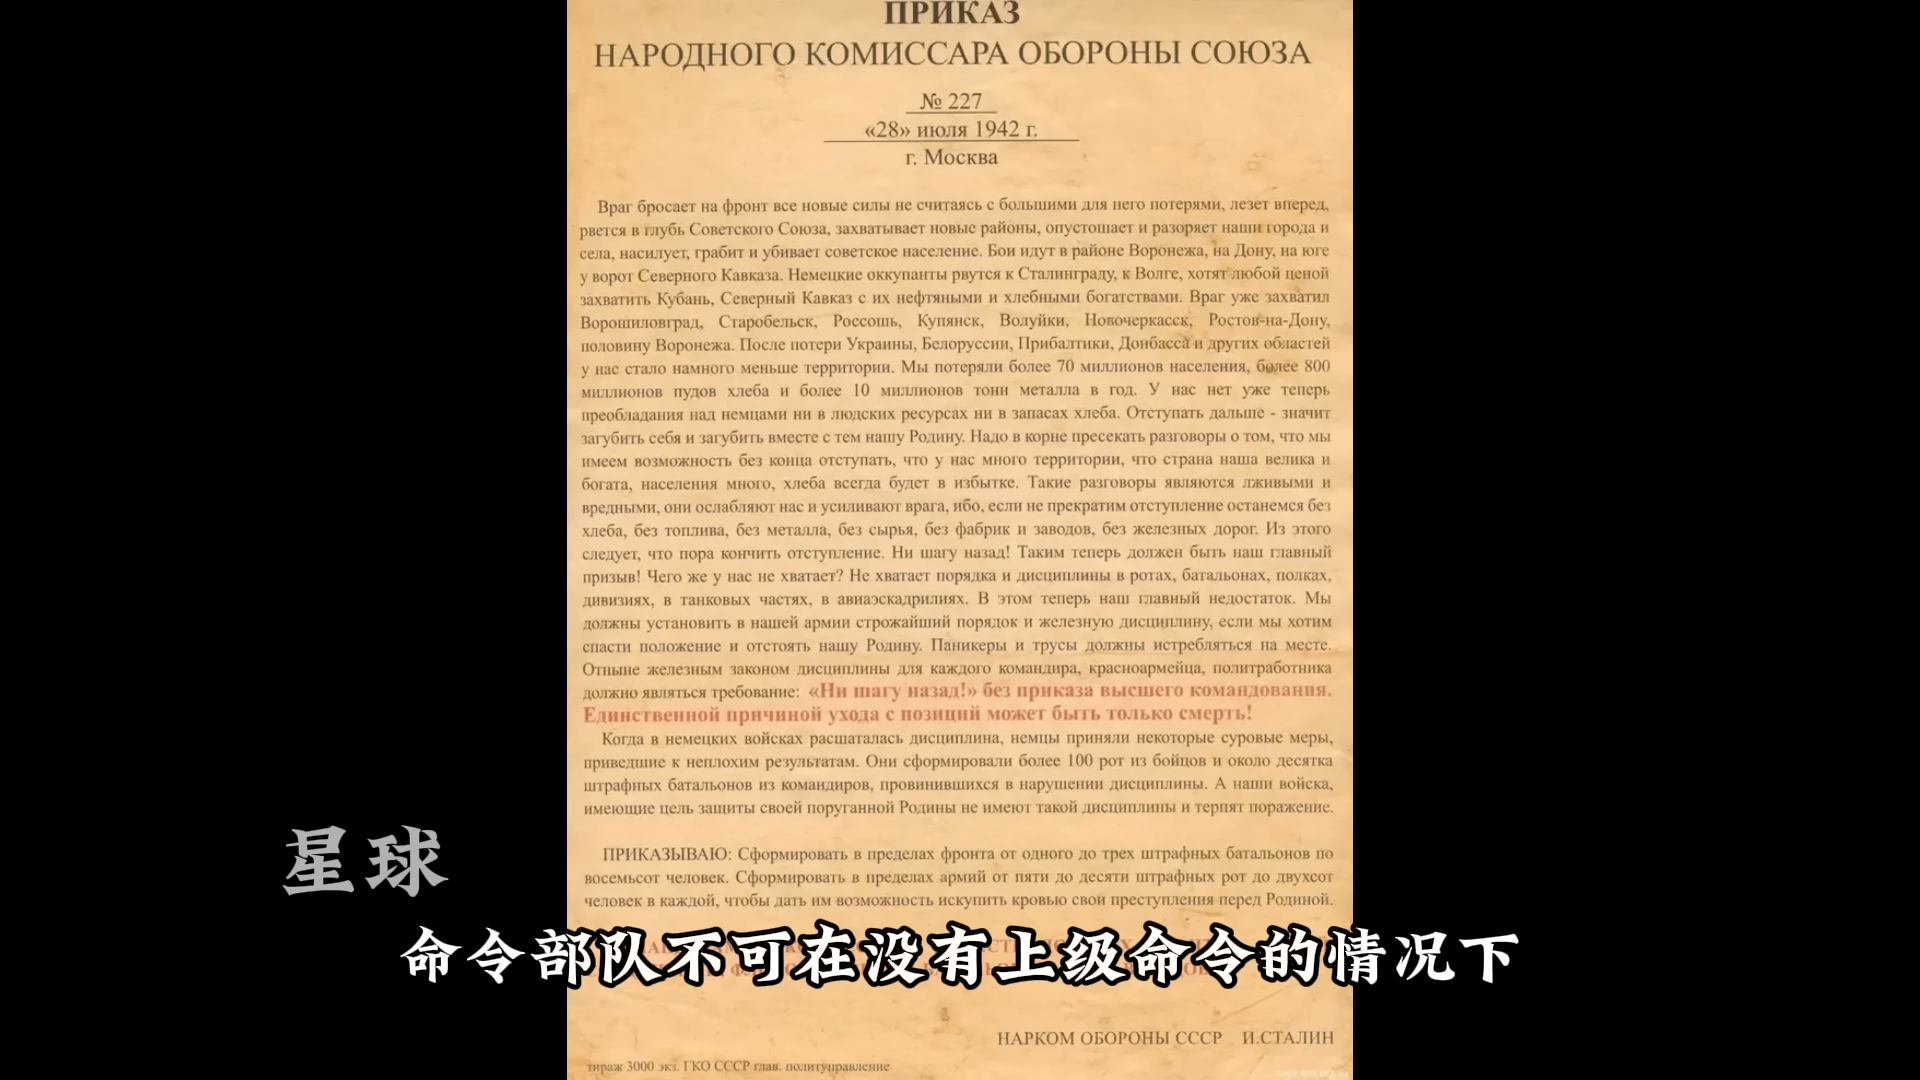 ПРИКАЗ
НАРОДНОГО КОМИССАРА ОБОРОНЫ СОЮЗА
№ 227
«28» июля 1942 г.
г. Москва
Враг бросает на фронт все новые силы не считаясь с большими для него потерями, лезет вперед,
рвется в глубь Советского Союза, захватывает новые районы, опустошает и разоряет наши города и
села, насилует, грабит и убивает советское население. Бои идут в районе Воронежа, на Дону, на юге
у ворот Северного Кавказа. Немецкие оккупанты рвутся к Сталинграду, к Волге, хотят любой ценой
захватить Кубань, Северный Кавказ с их нефтяными и хлебными богатствами. Враг уже захватил
Ворошиловград, Старобельск, Россошь, Купянск, Волуйки, Новочеркасск, Ростов-на-Дону,
половину Воронежа. После потери Украины, Белоруссии, Прибалтики, Донбасса и других областей
у нас стало намного меньше территории. Мы потеряли более 70 миллионов населения, более 800
миллионов пудов хлеба и более 10 миллионов тонн металла в год. У нас нет уже теперь
преобладания над немцами ни в людских ресурсах ни в запасах хлеба. Отступать дальше - значит
загубить себя и загубить вместе с тем нашу Родину. Надо в корне пресекать разговоры о том, что мы
имеем возможность без конца отступать, что у нас много территории, что страна наша велика и
богата, населения много, хлеба всегда будет в избытке. Такие разговоры являются лживыми и
вредными, они ослабляют нас и усиливают врага, ибо, если не прекратим отступление останемся без
хлеба, без топлива, без металла, без сырья, без фабрик и заводов, без железных дорог. Из этого
следует, что пора кончить отступление. Ни шагу назад! Таким теперь должен быть наш главный
призыв! Чего же у нас не хватает? Не хватает порядка и дисциплины в ротах, батальонах, полках,
дивизиях, в танковых частях, в авиаэскадрилиях. В этом теперь наш главный недостаток. Мы
должны установить в нашей армии строжайший порядок и железную дисциплину, если мы хотим
спасти положение и отстоять нашу Родину. Паникеры и трусы должны истребляться на месте.
Отныне железным законом дисциплины для каждого командира, красноармейца, политработника
должно являться требование: «Ни шагу назад!» без приказа высшего командования.
Единственной причиной ухода с позиций может быть только смерть!
Когда в немецких войсках расшаталась дисциплина, немцы приняли некоторые суровые меры,
приведшие к неплохим результатам. Они сформировали более 100 рот из бойцов и около десятка
штрафных батальонов из командиров, провинившихся в нарушении дисциплины. А наши войска,
имеющие цель защиты своей поруганной Родины не имеют такой дисциплины и терпят поражение.
ПРИКАЗЫВАЮ: Сформировать в пределах фронта от одного до трех штрафных батальонов по
восемьсот человек. Сформировать в пределах армий от пяти до десяти штрафных рот до двухсот
человек в каждой, чтобы дать им возможность искупить кровью свой преступления перед Родиной.
星球
命令部队不可在没有上级命令的情况下
НАРКОМ ОБОРОНЫ СССР И.СТАЛИН
тираж 3000 экз. ГКО СССР глав. политуправление